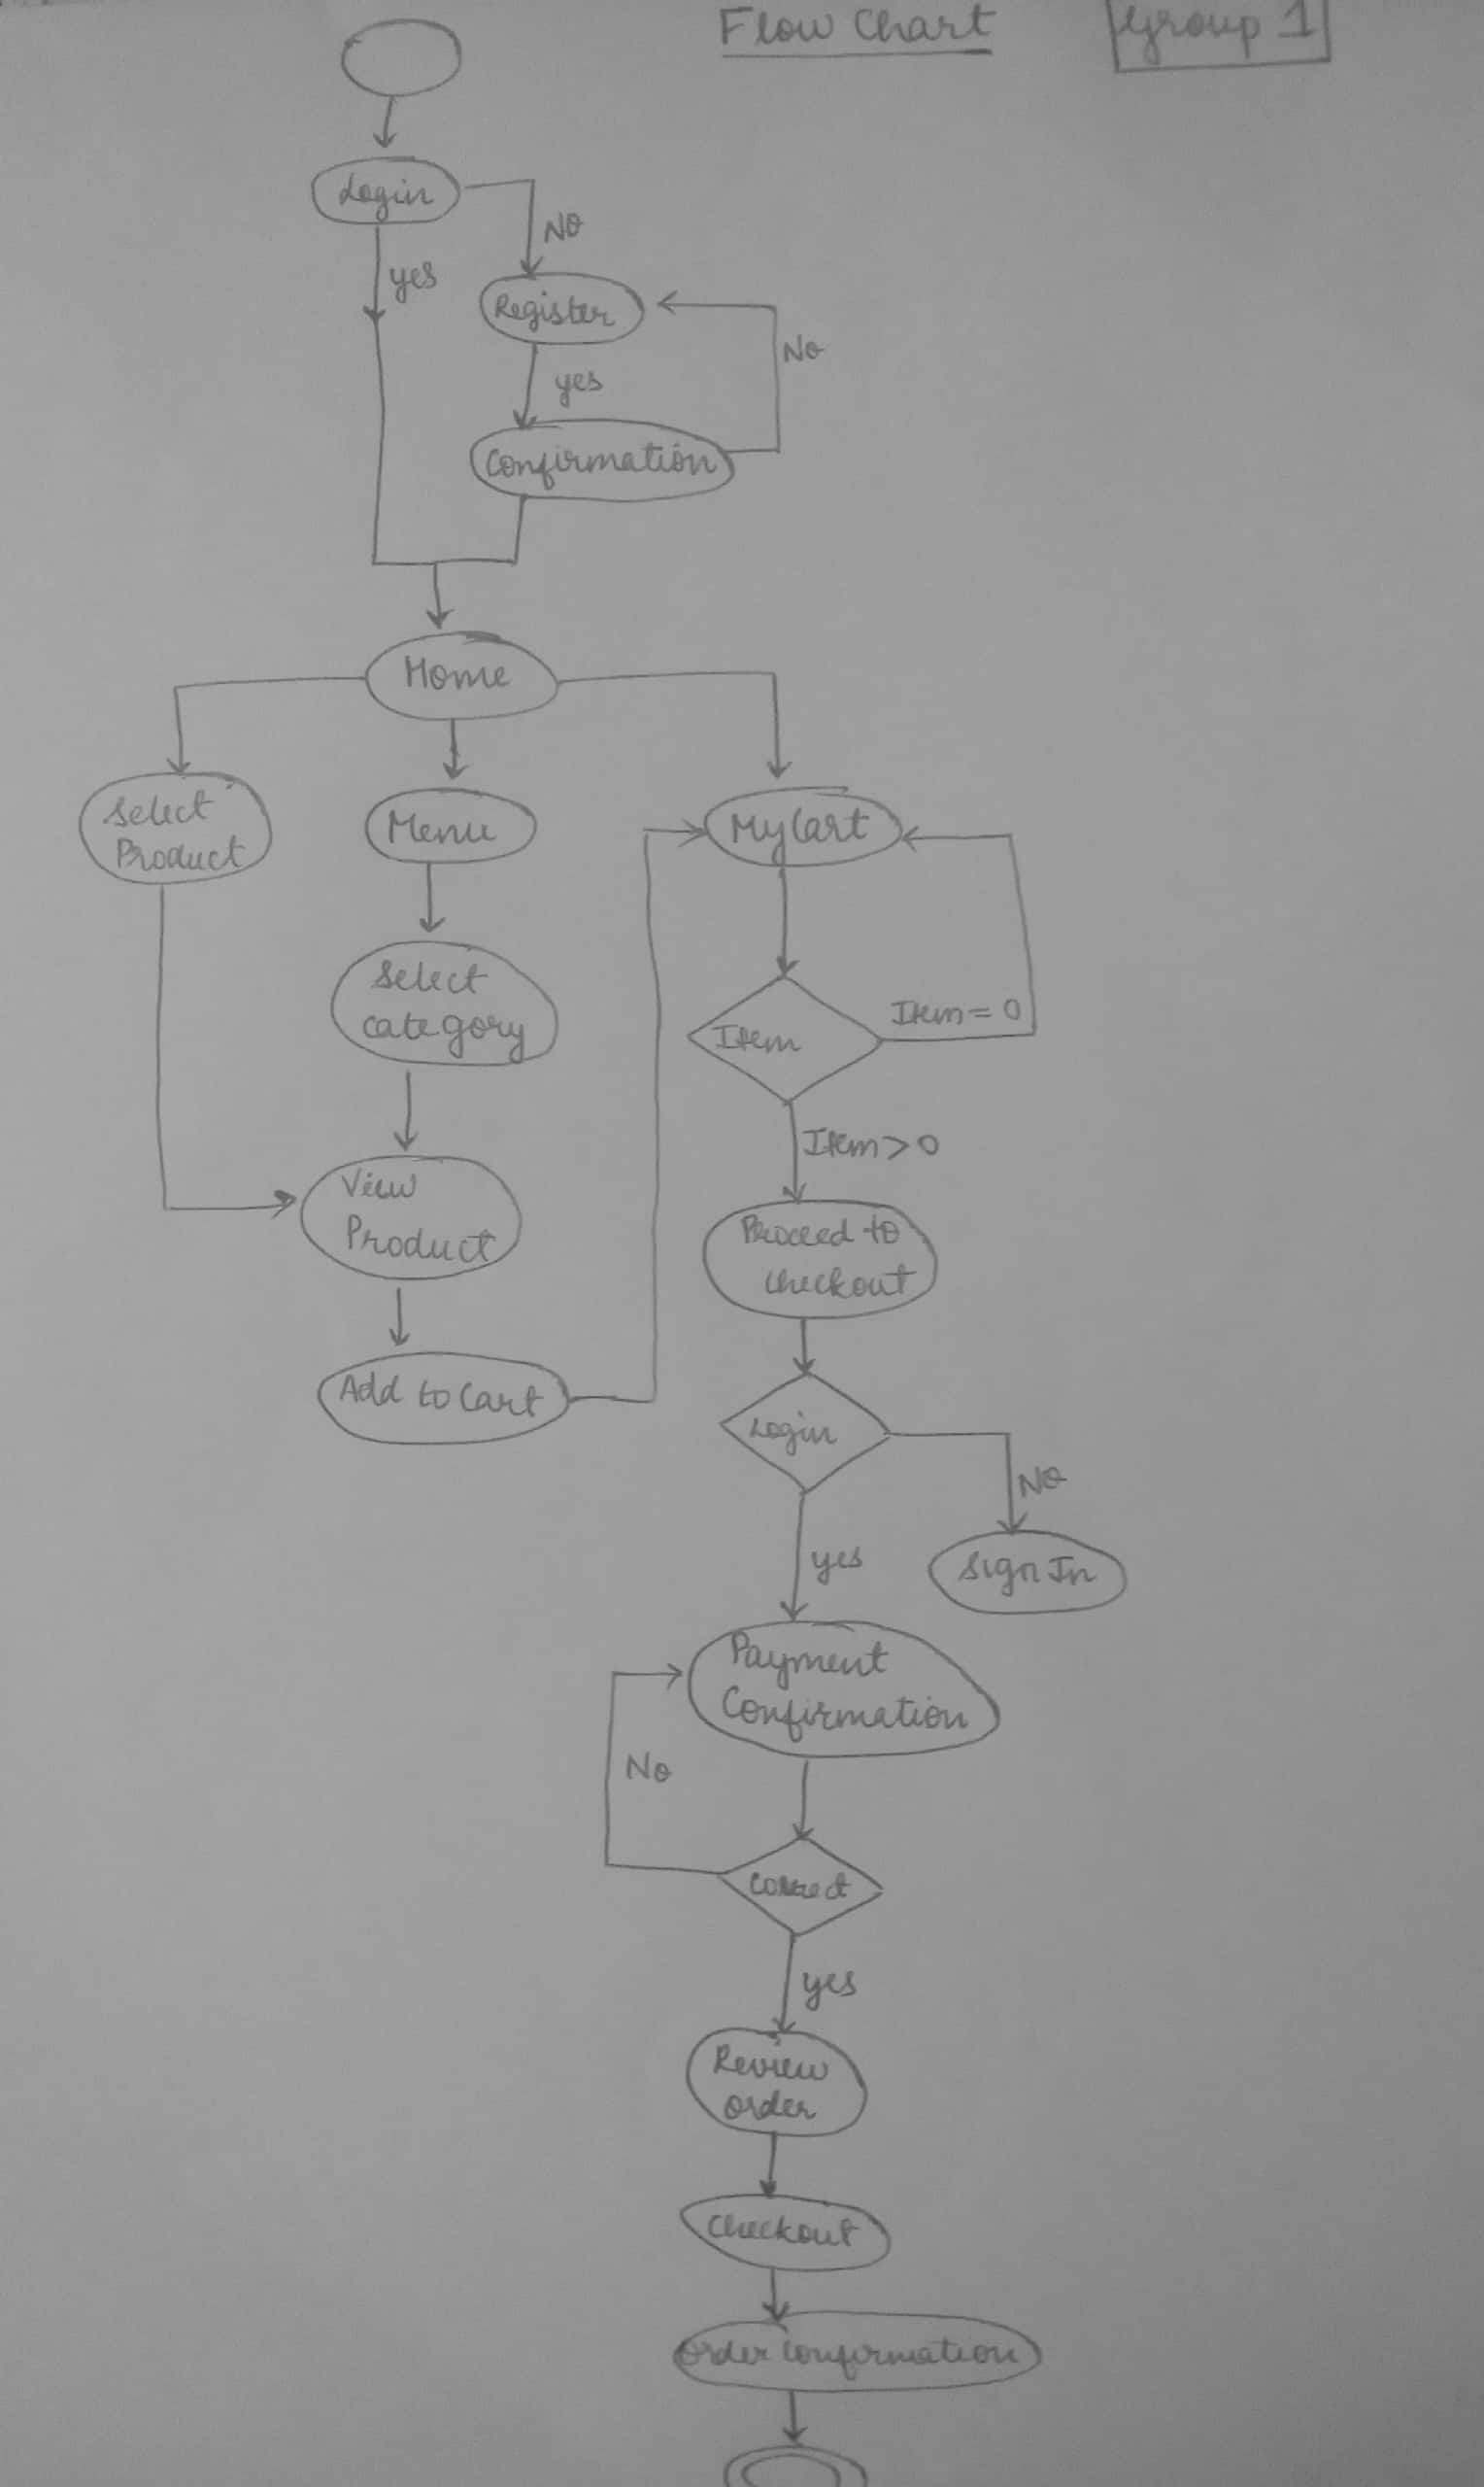 Flow Chart
Group 1
Login
No
yes
Register
No
yes
Confirmation
Home
Select
Product
Menu
My Cart
Select
category
Item
Item = 0
Item > 0
View
Product
Proceed to
checkout
Add to Cart
Login
No
yes
Sign In
Payment
Confirmation
No
correct
yes
Review
order
checkout
order confirmation